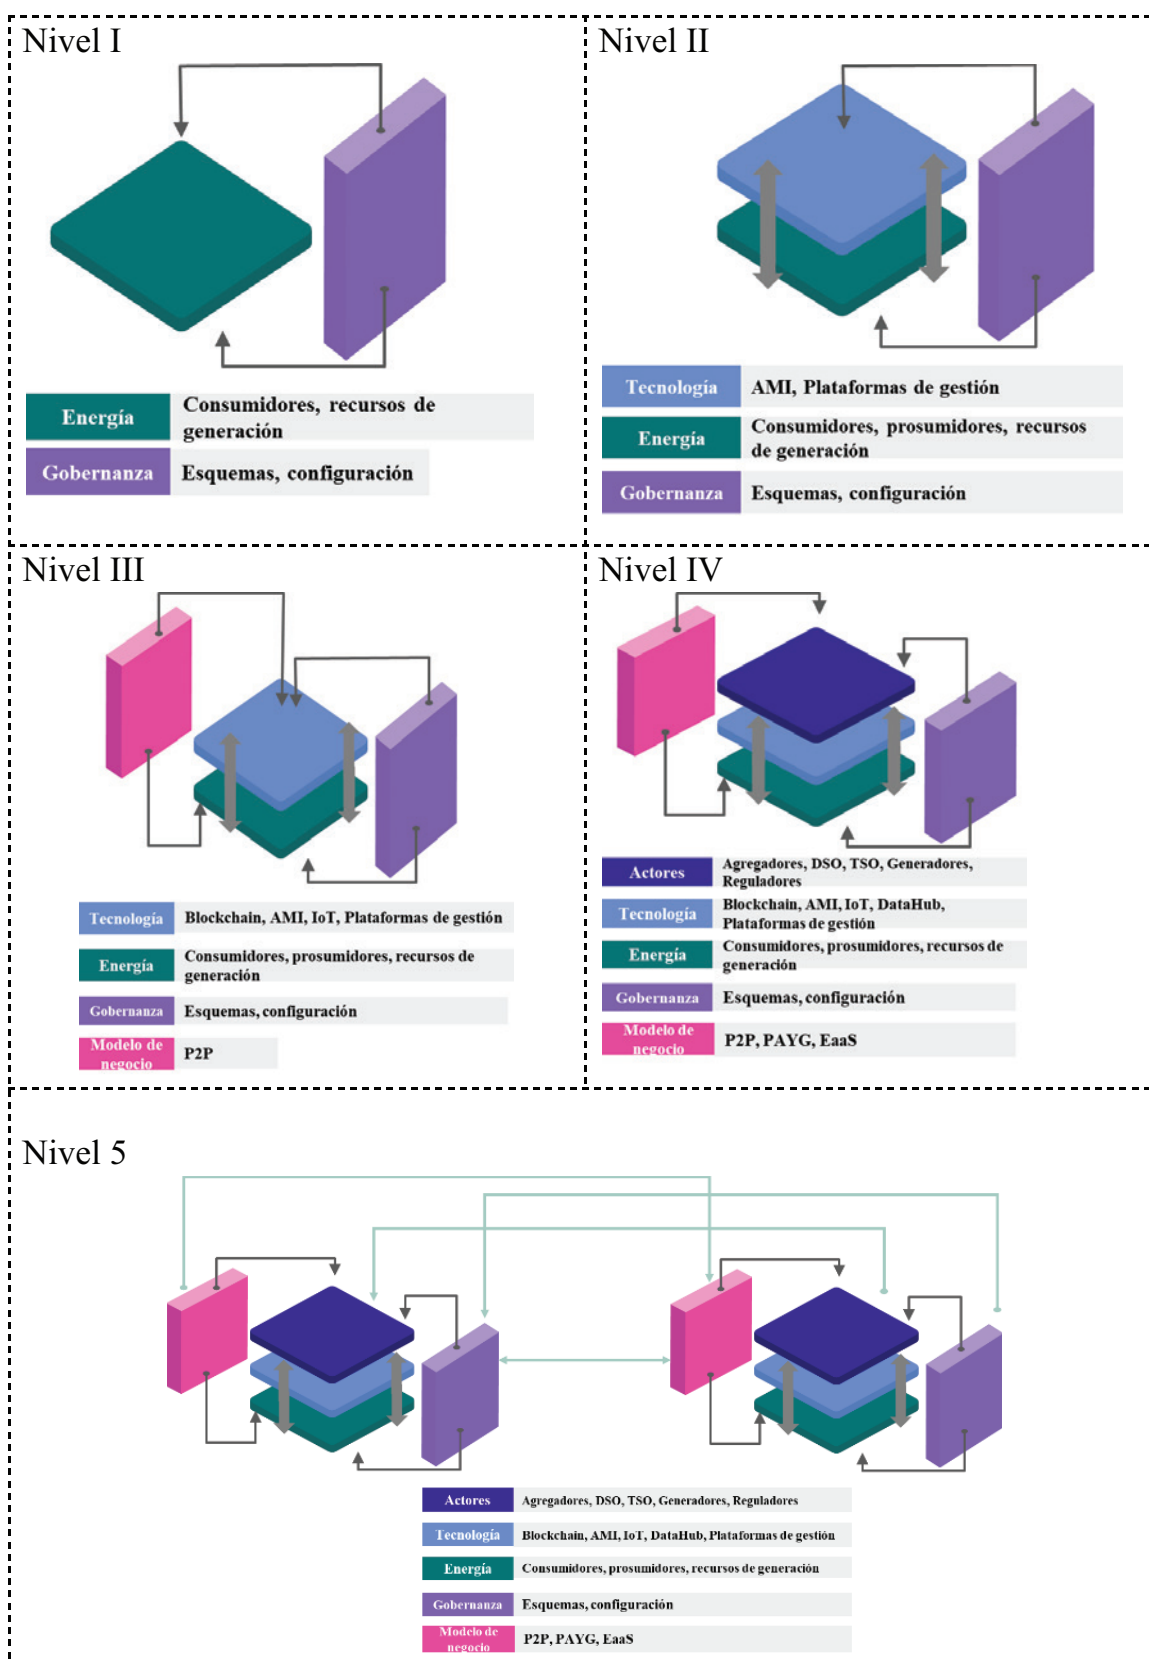 Nivel I
Energía
Consumidores, recursos de
generación
Gobernanza
Esquemas, configuración
Nivel II
Tecnología
AMI, Plataformas de gestión
Energía
Consumidores, prosumidores, recursos
de generación
Gobernanza
Esquemas, configuración
Nivel III
Tecnología
Blockchain, AMI, IoT, Plataformas de gestión
Energía
Consumidores, prosumidores, recursos de
generación
Gobernanza
Esquemas, configuración
Modelo de
negocio
P2P
Nivel IV
Actores
Agregadores, DSO, TSO, Generadores,
Reguladores
Tecnología
Blockchain, AMI, IoT, DataHub,
Plataformas de gestión
Energía
Consumidores, prosumidores, recursos de
generación
Gobernanza
Esquemas, configuración
Modelo de
negocio
P2P, PAYG, EaaS
Nivel 5
Actores
Agregadores, DSO, TSO, Generadores, Reguladores
Tecnología
Blockchain, AMI, IoT, DataHub, Plataformas de gestión
Energía
Consumidores, prosumidores, recursos de generación
Gobernanza
Esquemas, configuración
Modelo de
negocio
P2P, PAYG, EaaS